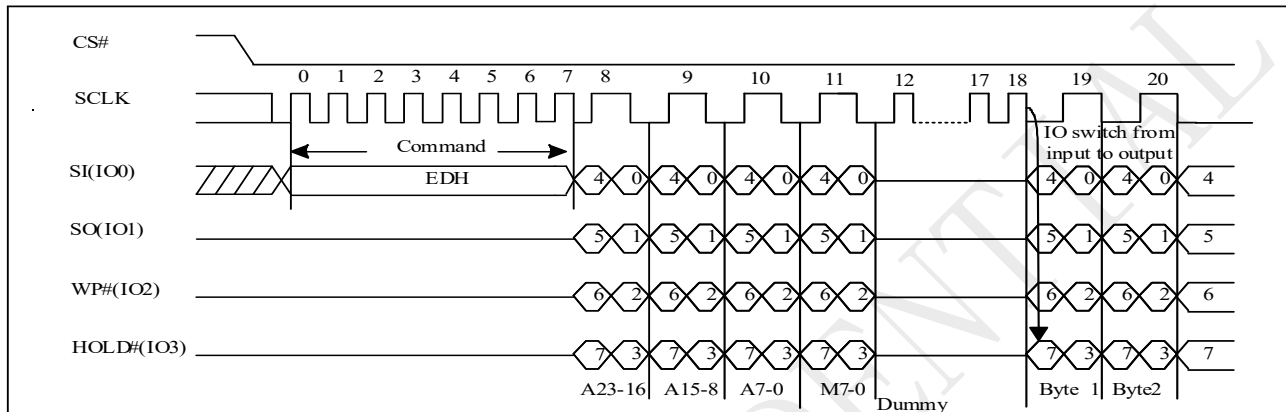 CS#
0 1 2 3 4 5 6 7 8 9 10 11 12 17 18 19 20
SCLK
Command
IO switch from
input to output
SI(IO0)
EDH
4 0 4 0 4 0 4 0 4 0 4 0 4
SO(IO1)
5 1 5 1 5 1 5 1 5 1 5 1 5
WP#(IO2)
6 2 6 2 6 2 6 2 6 2 6 2 6
HOLD#(IO3)
7 3 7 3 7 3 7 3 7 3 7 3 7
A23-16 A15-8 A7-0 M7-0 Byte 1 Byte2
Dummy
DENTIAL